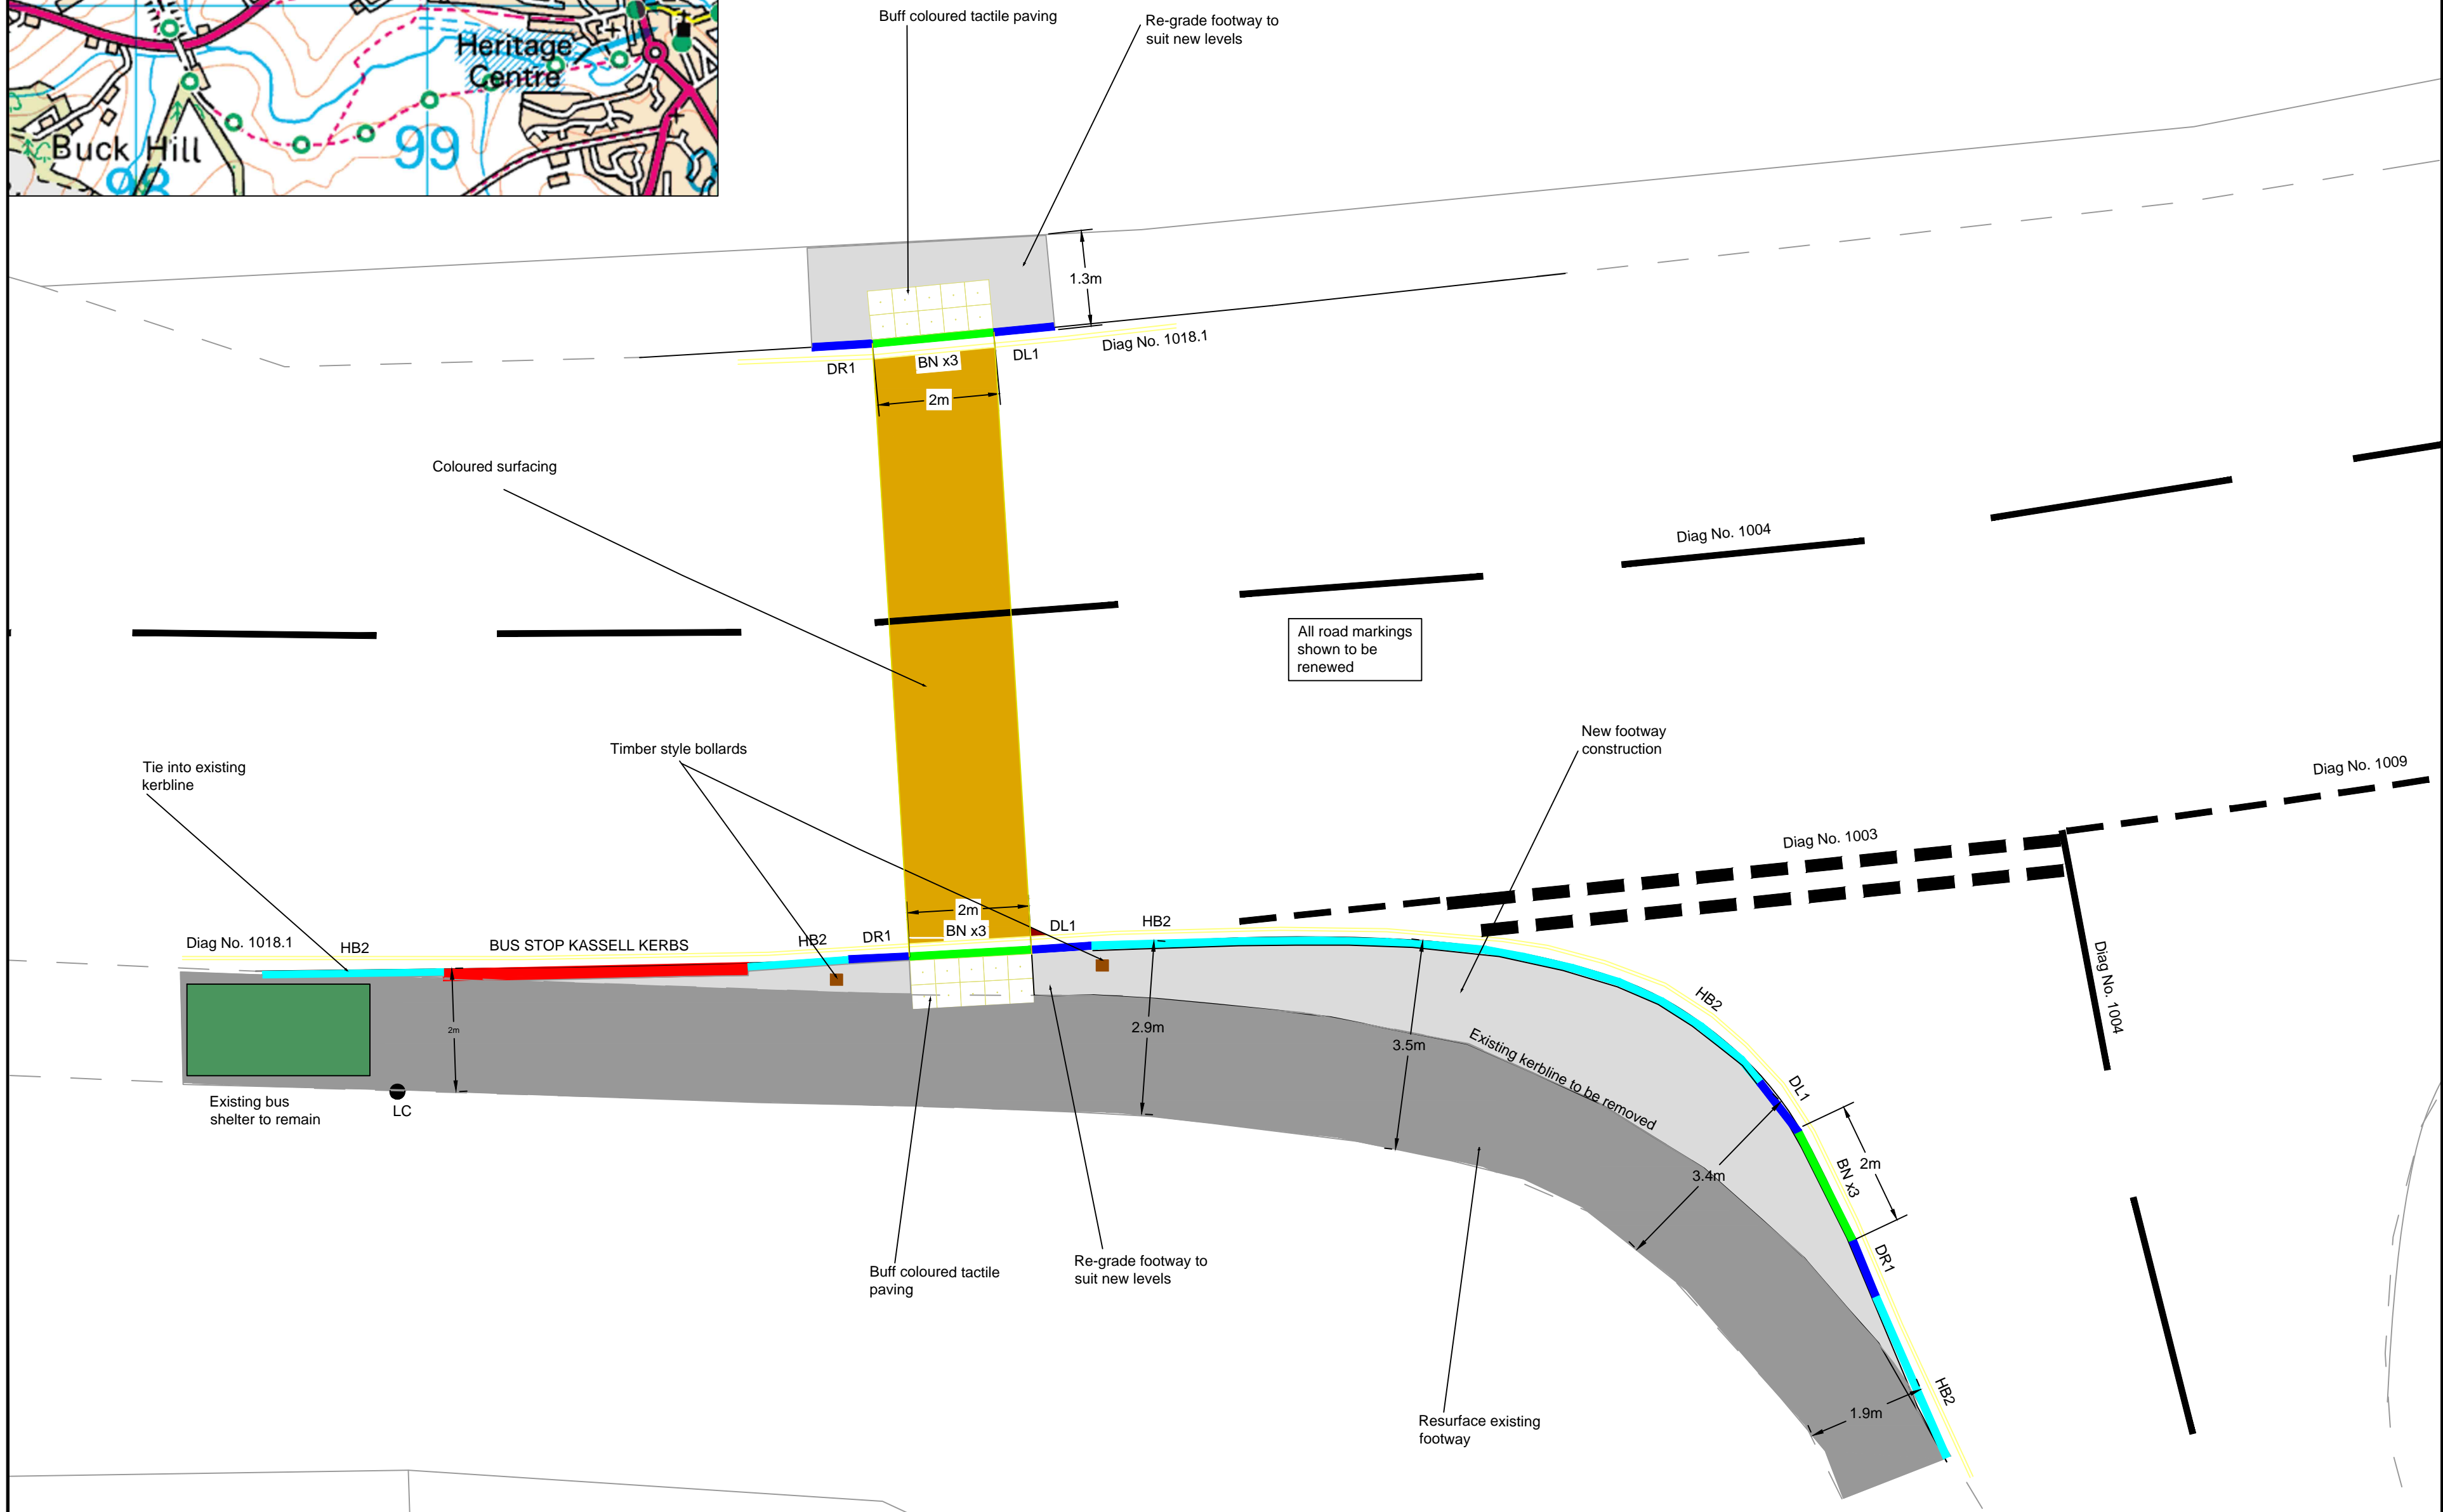 Heritage
Centre
Buck Hill
98
99
Buff coloured tactile paving
Re-grade footway to
suit new levels
1.3m
Diag No. 1018.1
DR1
BN x3
DL1
2m
Coloured surfacing
Diag No. 1004
All road markings
shown to be
renewed
New footway
construction
Timber style bollards
Tie into existing
kerbline
Diag No. 1009
Diag No. 1003
2m
Diag No. 1018.1
HB2
BUS STOP KASSELL KERBS
HB2
DR1
BN x3
DL1
HB2
HB2
Diag No. 1004
2m
2.9m
3.5m
Existing kerbline to be removed
DL1
2m
BN x3
3.4m
DR1
Existing bus
shelter to remain
LC
Buff coloured tactile
paving
Re-grade footway to
suit new levels
HB2
1.9m
Resurface existing
footway